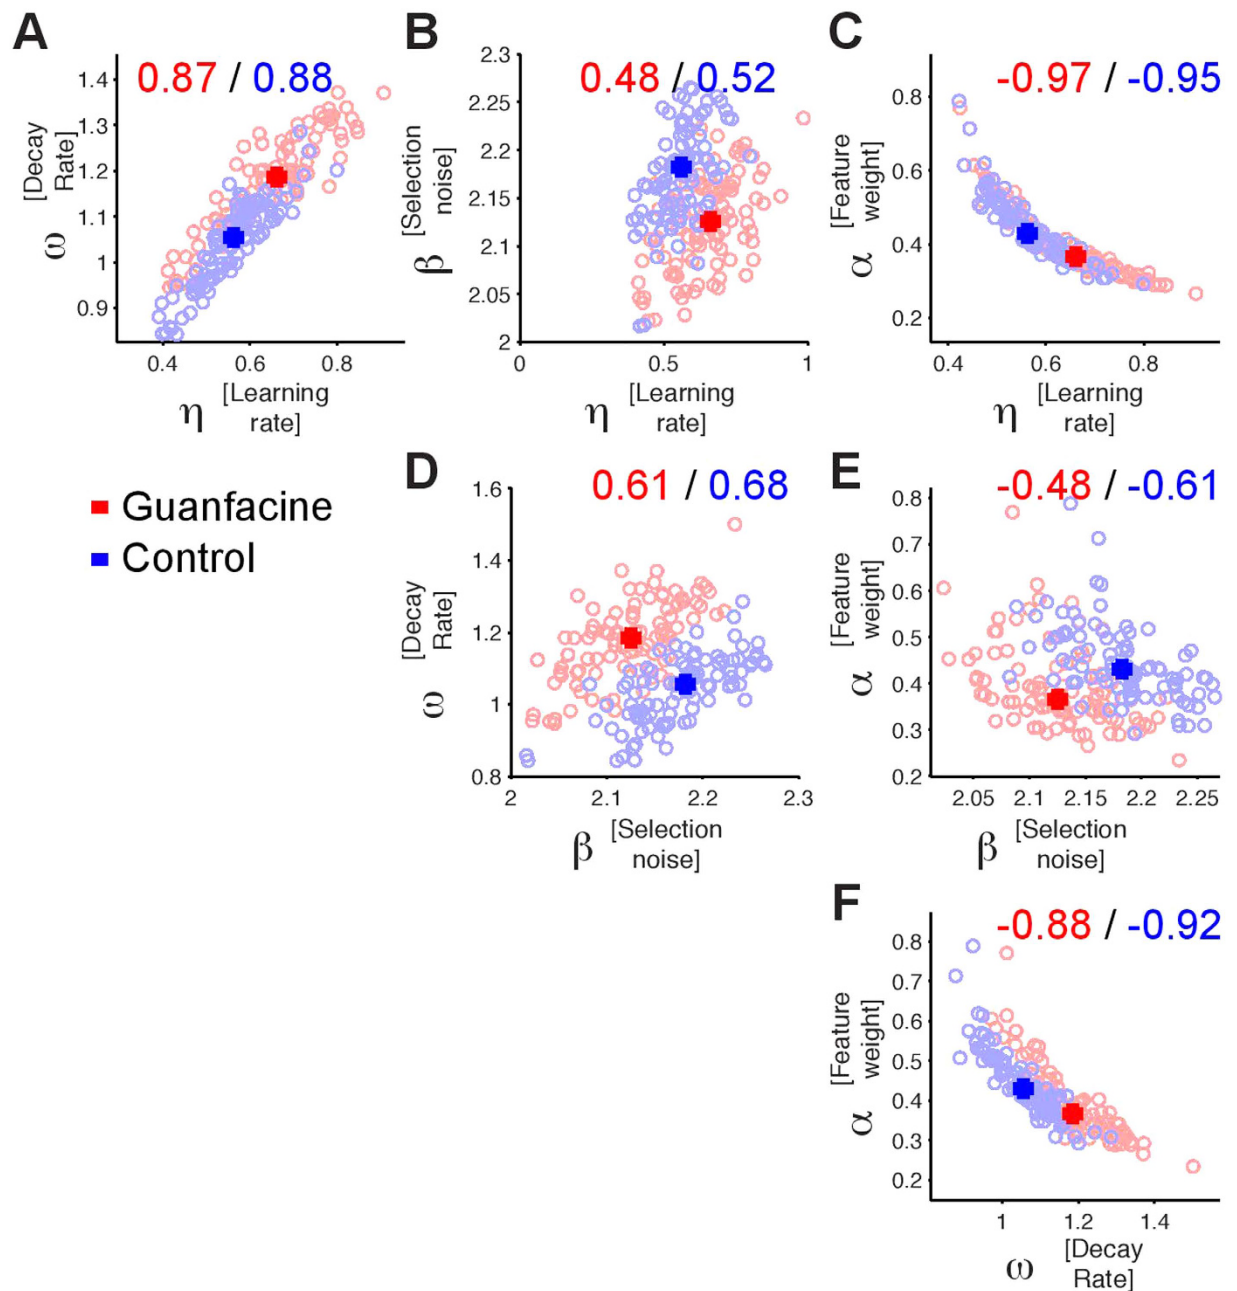 A
0.87 / 0.88
1.4
1.3
1.2
1.1
1
0.9
ω
[Decay
Rate]
0.4 0.6 0.8
η [Learning
rate]
B
0.48 / 0.52
2.3
2.25
2.2
2.15
2.1
2.05
2
β
[Selection
noise]
0 0.5 1
η [Learning
rate]
C
-0.97 / -0.95
0.8
0.6
0.4
0.2
α
[Feature
weight]
0.4 0.6 0.8
η [Learning
rate]
Guanfacine
Control
D
0.61 / 0.68
1.6
1.4
1.2
1
0.8
ω
[Decay
Rate]
2 2.1 2.2 2.3
β [Selection
noise]
E
-0.48 / -0.61
0.8
0.7
0.6
0.5
0.4
0.3
0.2
α
[Feature
weight]
2.05 2.1 2.15 2.2 2.25
β [Selection
noise]
F
-0.88 / -0.92
0.8
0.7
0.6
0.5
0.4
0.3
0.2
α
[Feature
weight]
1 1.2 1.4
ω [Decay
Rate]